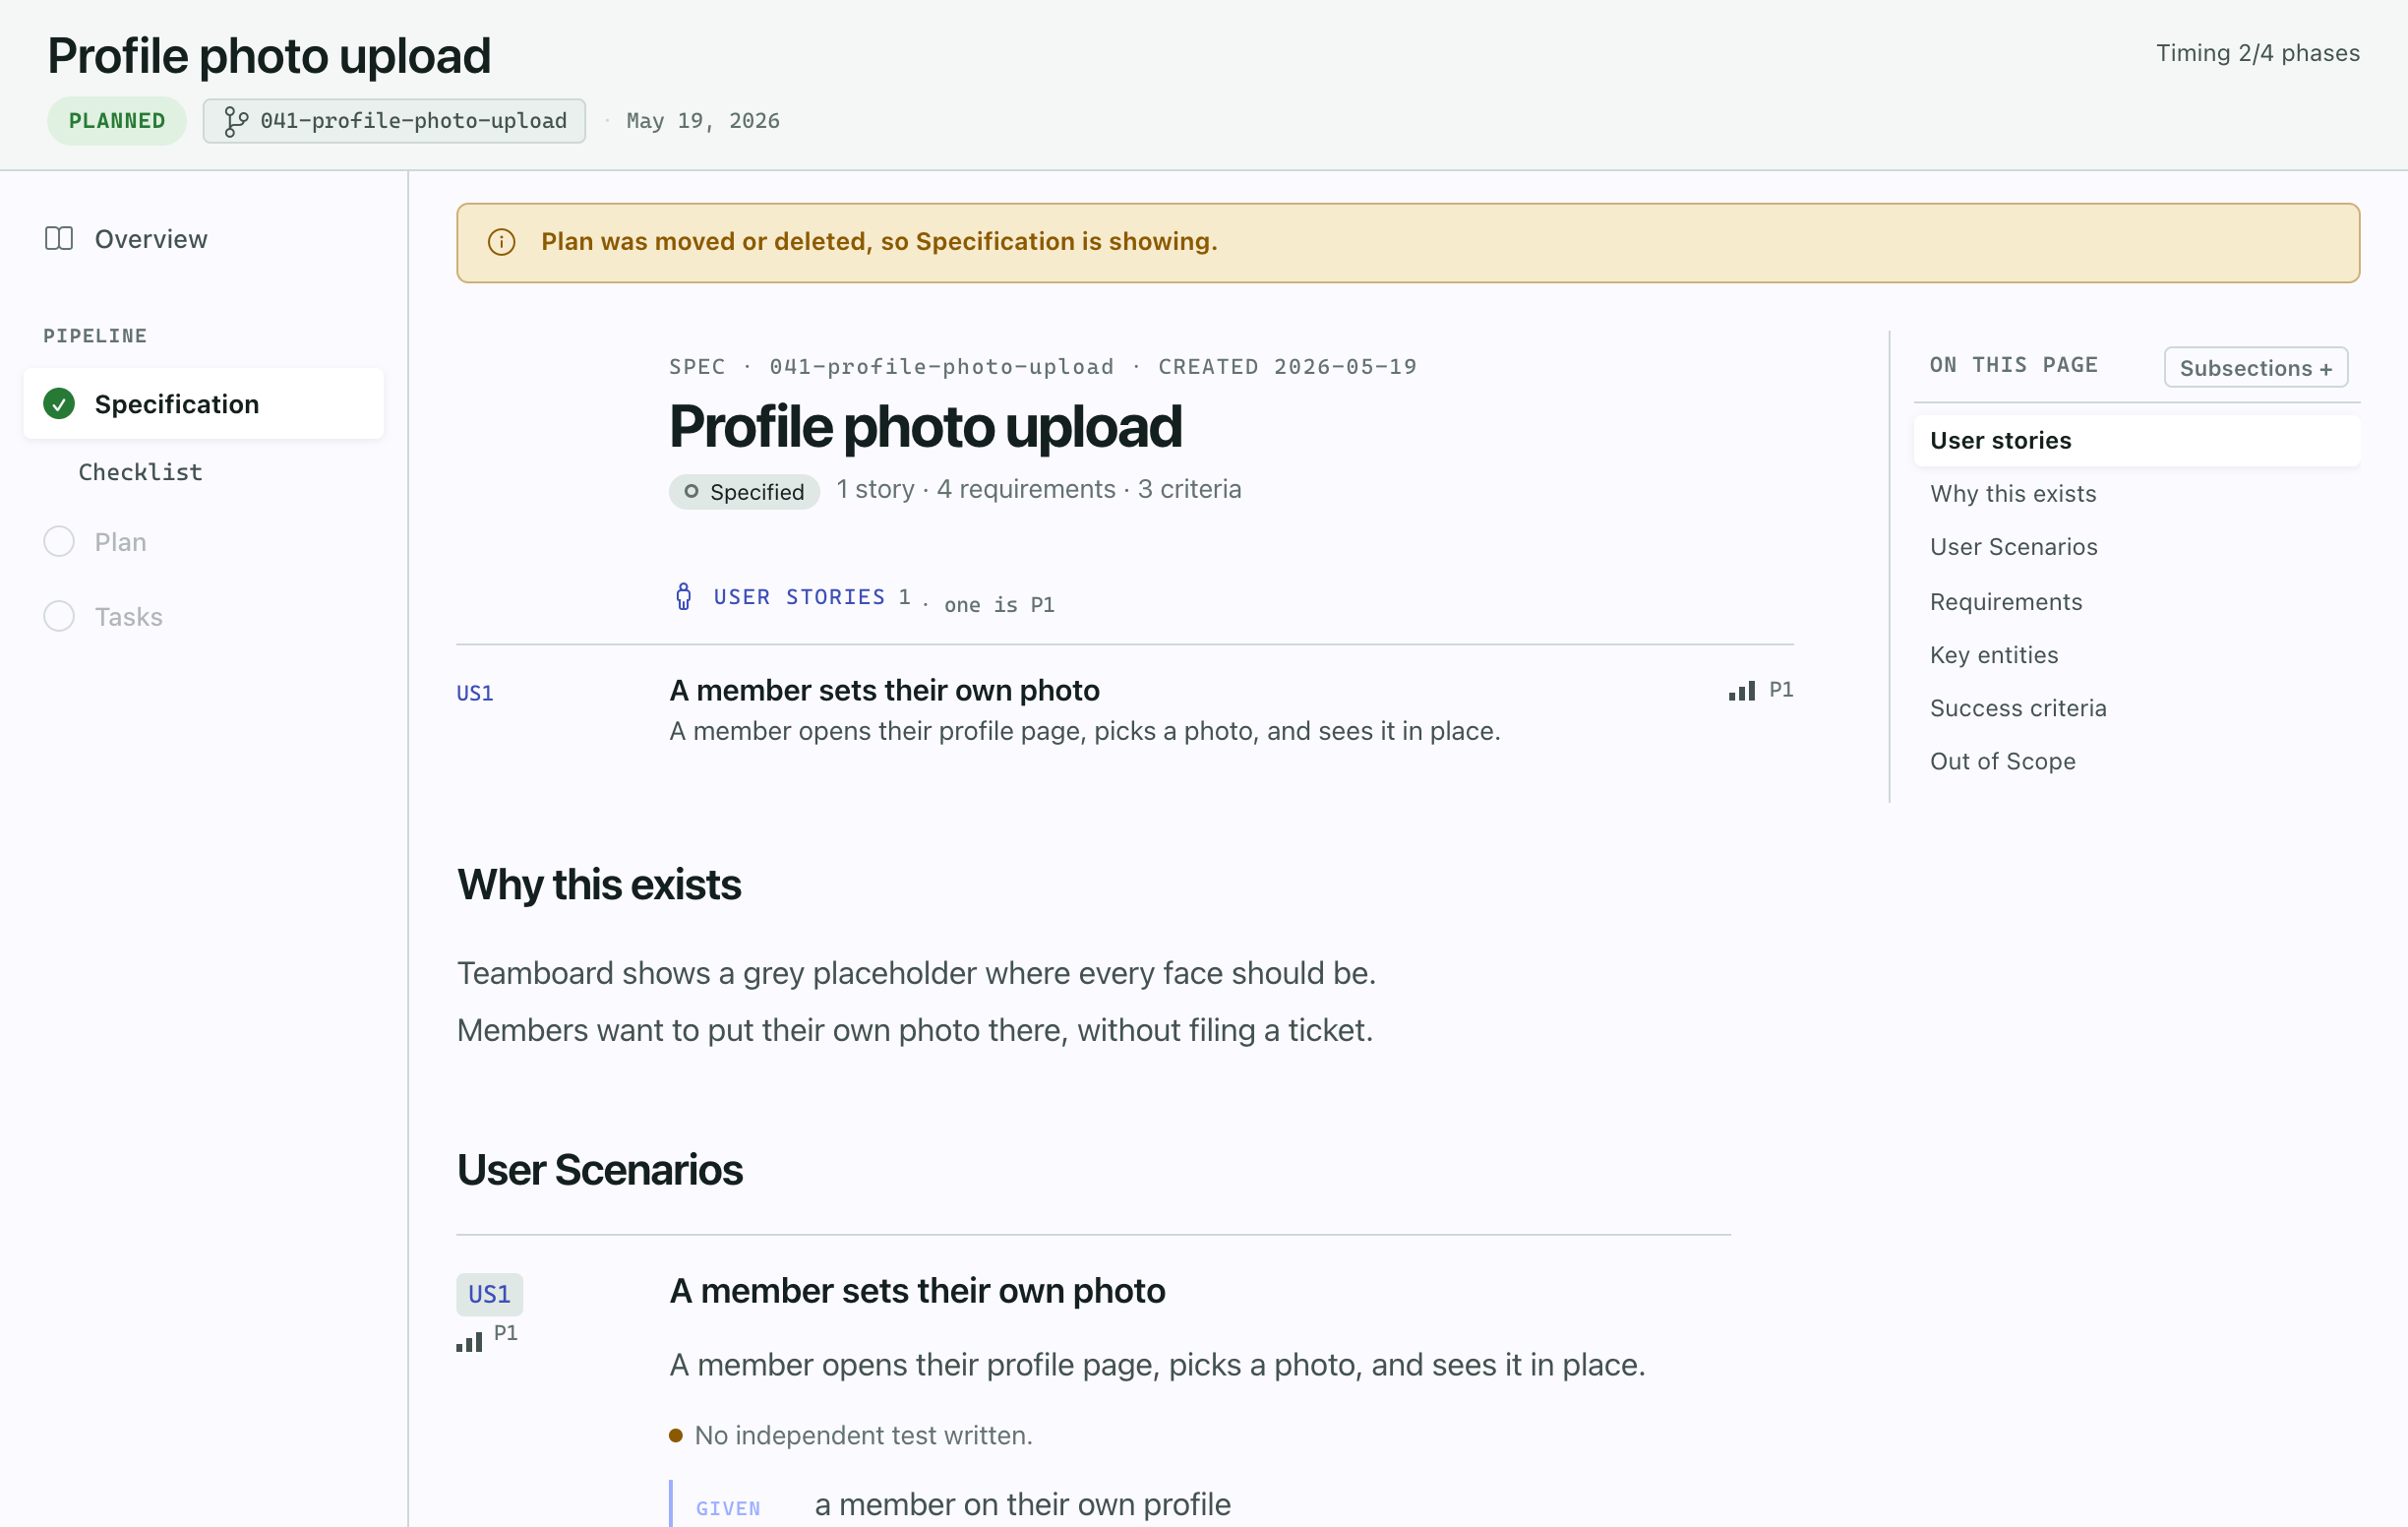 Profile photo upload
Timing 2/4 phases
PLANNED 041-profile-photo-upload · May 19, 2026
Overview
PIPELINE
Specification
Checklist
Plan
Tasks
Plan was moved or deleted, so Specification is showing.
SPEC · 041-profile-photo-upload · CREATED 2026-05-19
Profile photo upload
Specified 1 story · 4 requirements · 3 criteria
USER STORIES 1 · one is P1
US1 A member sets their own photo P1
A member opens their profile page, picks a photo, and sees it in place.
Why this exists
Teamboard shows a grey placeholder where every face should be.
Members want to put their own photo there, without filing a ticket.
User Scenarios
US1 A member sets their own photo
P1
A member opens their profile page, picks a photo, and sees it in place.
No independent test written.
GIVEN a member on their own profile
ON THIS PAGE Subsections +
User stories
Why this exists
User Scenarios
Requirements
Key entities
Success criteria
Out of Scope